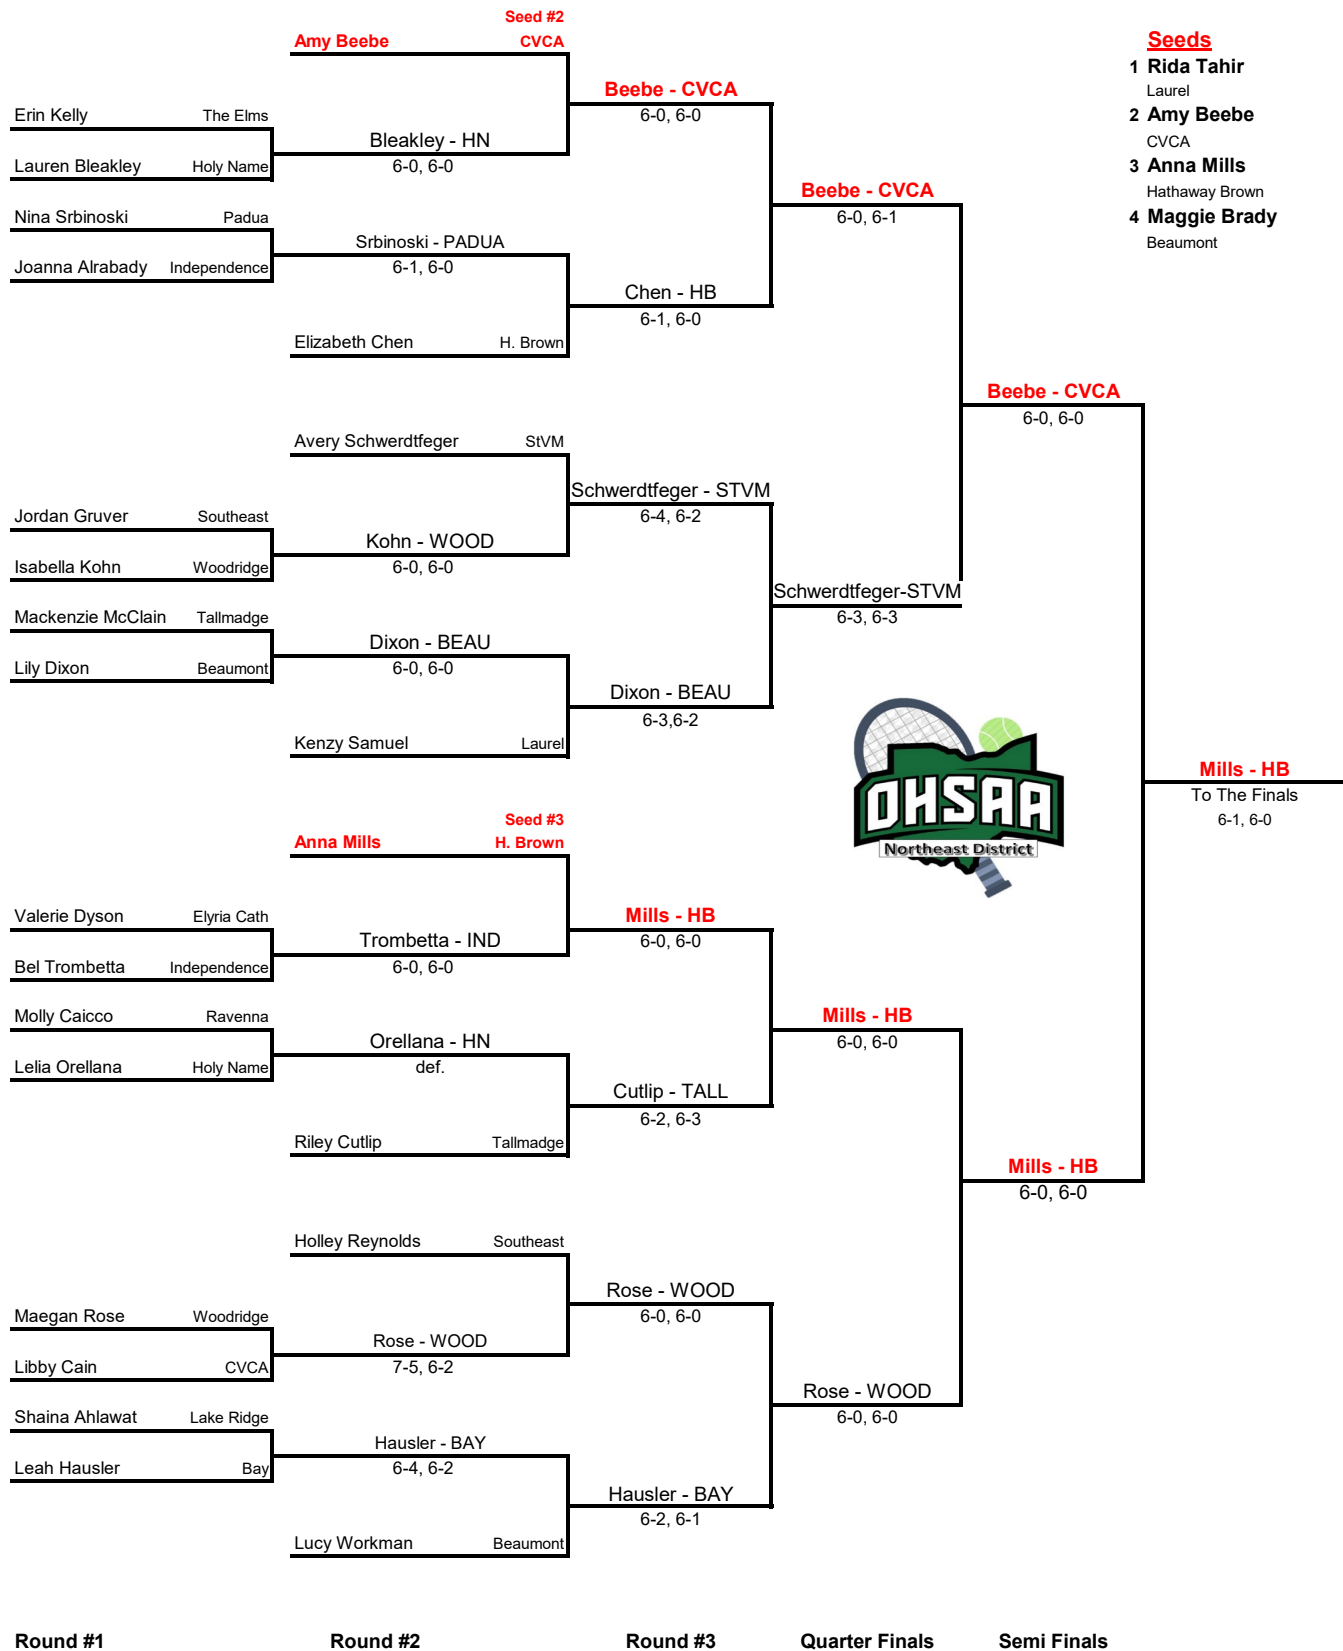 Seed #2
Amy Beebe CVCA
Seeds
1 Rida Tahir
Laurel
2 Amy Beebe
CVCA
3 Anna Mills
Hathaway Brown
4 Maggie Brady
Beaumont
Beebe - CVCA
6-0, 6-0
Erin Kelly The Elms
Bleakley - HN
6-0, 6-0
Lauren Bleakley Holy Name
Beebe - CVCA
6-0, 6-1
Nina Srbinoski Padua
Srbinoski - PADUA
6-1, 6-0
Joanna Alrabady Independence
Chen - HB
6-1, 6-0
Elizabeth Chen H. Brown
Beebe - CVCA
6-0, 6-0
Avery Schwerdtfeger StVM
Schwerdtfeger - STVM
6-4, 6-2
Jordan Gruver Southeast
Kohn - WOOD
6-0, 6-0
Isabella Kohn Woodridge
Schwerdtfeger-STVM
6-3, 6-3
Mackenzie McClain Tallmadge
Dixon - BEAU
6-0, 6-0
Lily Dixon Beaumont
Dixon - BEAU
6-3,6-2
Kenzy Samuel Laurel
OHSAA
Northeast District
Mills - HB
To The Finals
6-1, 6-0
Seed #3
Anna Mills H. Brown
Mills - HB
6-0, 6-0
Valerie Dyson Elyria Cath
Trombetta - IND
6-0, 6-0
Bel Trombetta Independence
Mills - HB
6-0, 6-0
Molly Caicco Ravenna
Orellana - HN
def.
Lelia Orellana Holy Name
Cutlip - TALL
6-2, 6-3
Riley Cutlip Tallmadge
Mills - HB
6-0, 6-0
Holley Reynolds Southeast
Rose - WOOD
6-0, 6-0
Maegan Rose Woodridge
Rose - WOOD
7-5, 6-2
Libby Cain CVCA
Rose - WOOD
6-0, 6-0
Shaina Ahlawat Lake Ridge
Hausler - BAY
6-4, 6-2
Leah Hausler Bay
Hausler - BAY
6-2, 6-1
Lucy Workman Beaumont
Round #1 Round #2 Round #3 Quarter Finals Semi Finals